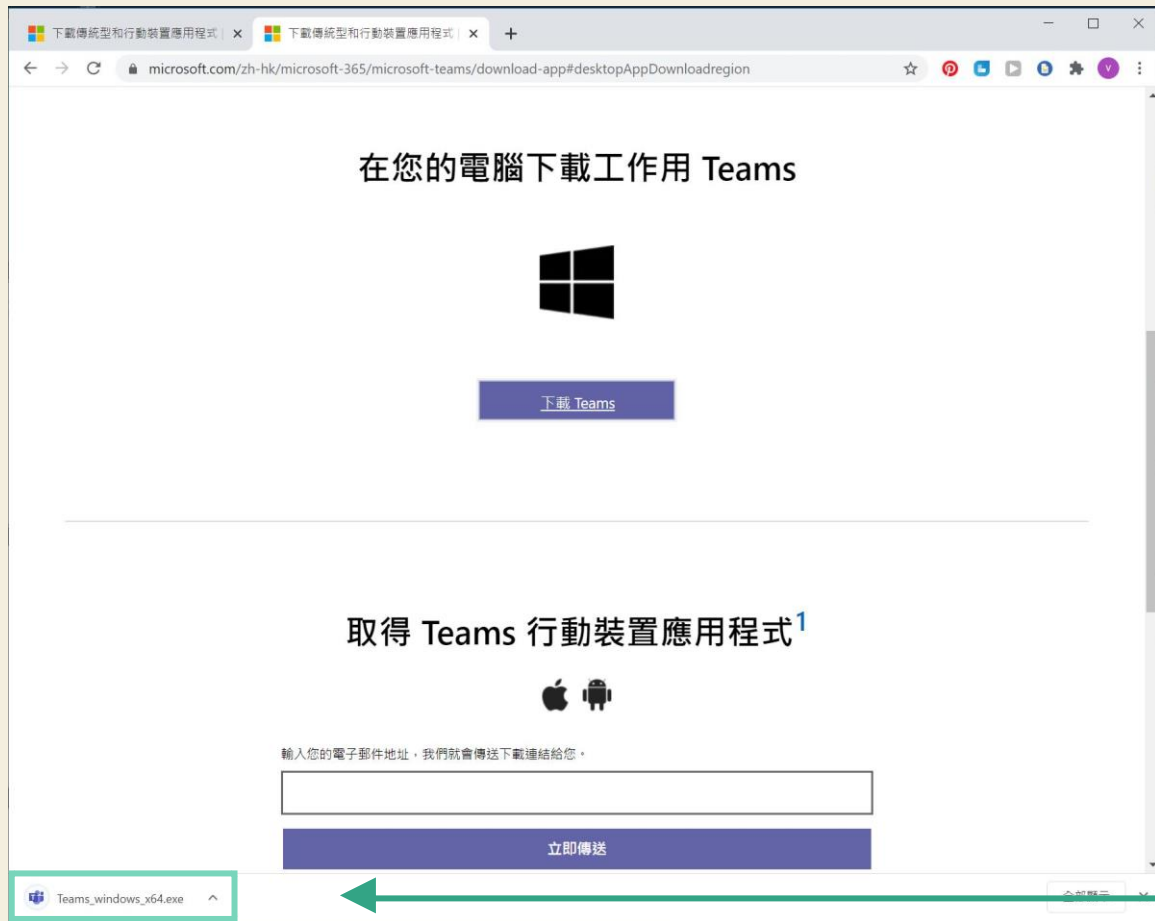 下載傳統型和行動裝置應用程式
下載傳統型和行動裝置應用程式
microsoft.com/zh-hk/microsoft-365/microsoft-teams/download-app#desktopAppDownloadregion
V
在您的電腦下載工作用 Teams
下載 Teams
取得 Teams 行動裝置應用程式1
輸入您的電子郵件地址，我們就會傳送下載連結給您。
立即傳送
Teams_windows_x64.exe
全部顯示